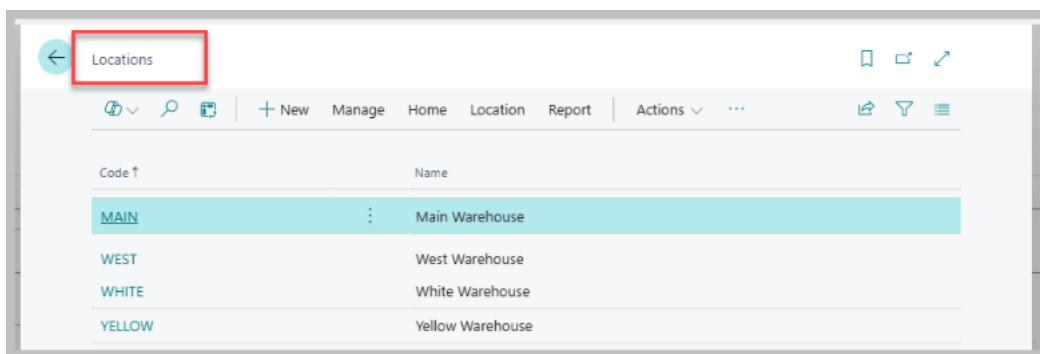 Locations
New Manage Home Location Report Actions
Code Name
MAIN Main Warehouse
WEST West Warehouse
WHITE White Warehouse
YELLOW Yellow Warehouse